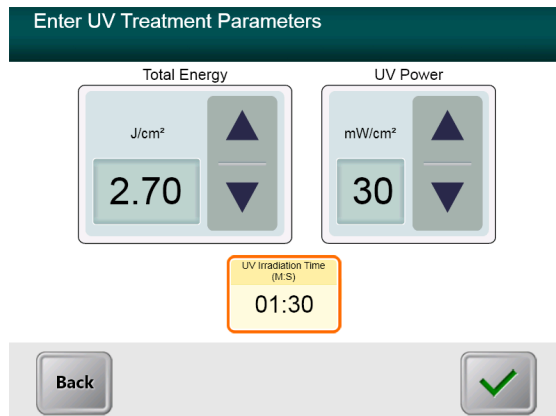 Enter UV Treatment Parameters
Total Energy
UV Power
J/cm²
mW/cm²
2.70
30
UV Irradiation Time
(M:S)
01:30
Back